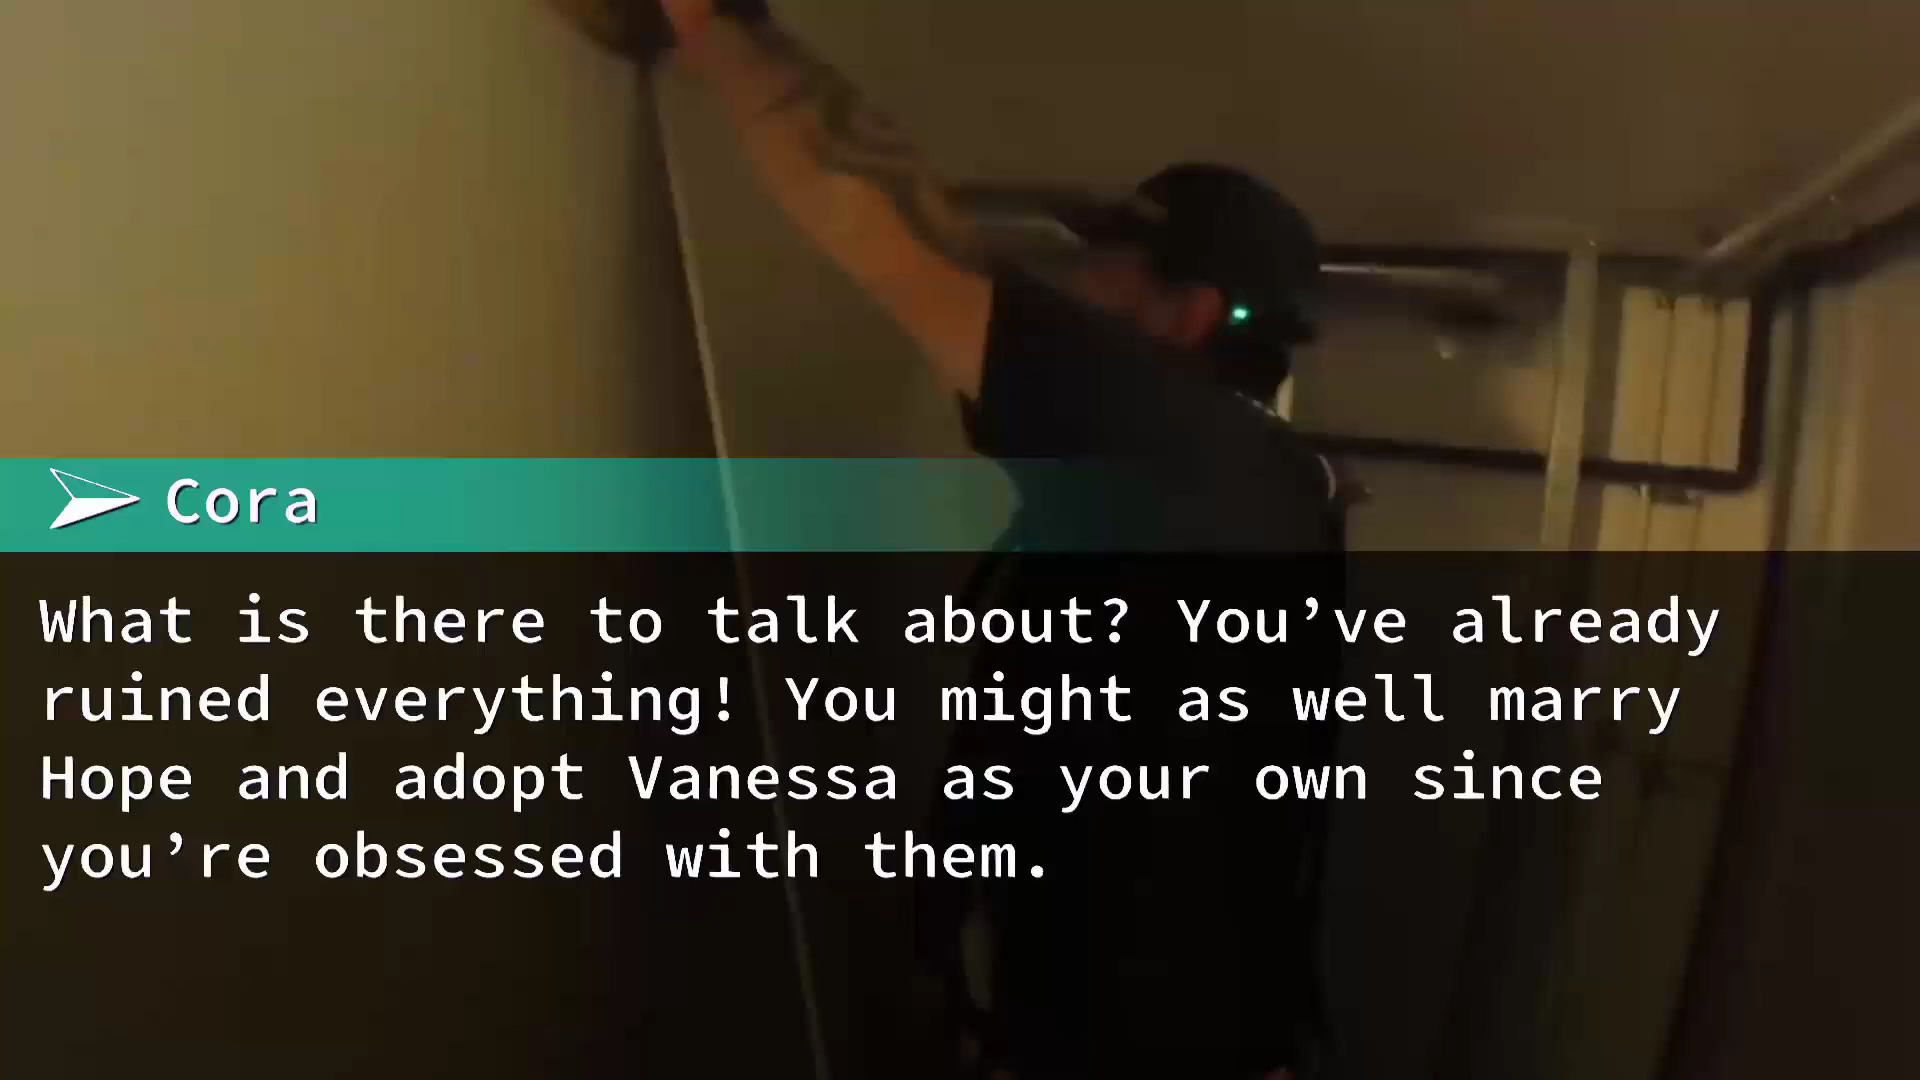 Cora
What is there to talk about? You’ve already
ruined everything! You might as well marry
Hope and adopt Vanessa as your own since
you’re obsessed with them.